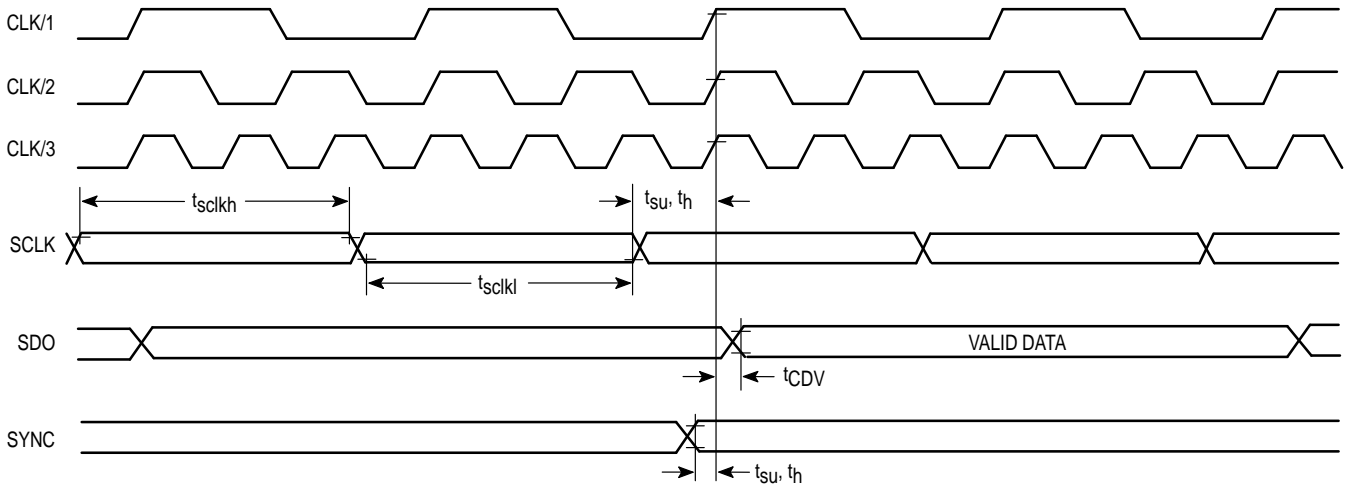 CLK/1
CLK/2
CLK/3
tsclkh
tsu, th
SCLK
tsclkl
SDO
VALID DATA
tCDV
SYNC
tsu, th